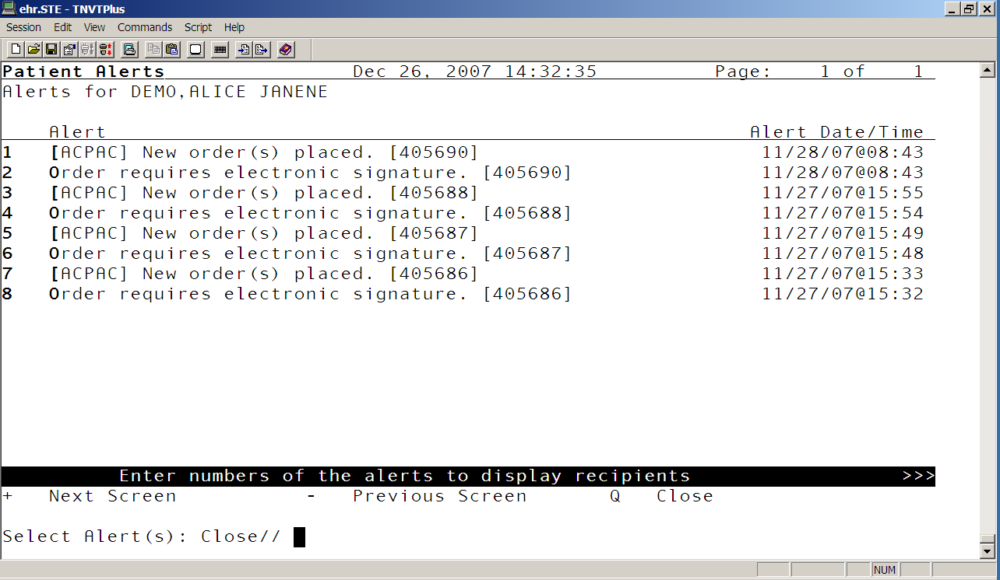 ehr.STE - TNVTPlus
Session Edit View Commands Script Help
Patient Alerts Dec 26, 2007 14:32:35 Page: 1 of 1
Alerts for DEMO,ALICE JANENE
Alert Alert Date/Time
1 [ACPAC] New order(s) placed. [405690] 11/28/07@08:43
2 Order requires electronic signature. [405690] 11/28/07@08:43
3 [ACPAC] New order(s) placed. [405688] 11/27/07@15:55
4 Order requires electronic signature. [405688] 11/27/07@15:54
5 [ACPAC] New order(s) placed. [405687] 11/27/07@15:49
6 Order requires electronic signature. [405687] 11/27/07@15:48
7 [ACPAC] New order(s) placed. [405686] 11/27/07@15:33
8 Order requires electronic signature. [405686] 11/27/07@15:32
Enter numbers of the alerts to display recipients >>>
+ Next Screen - Previous Screen Q Close
Select Alert(s): Close//
NUM